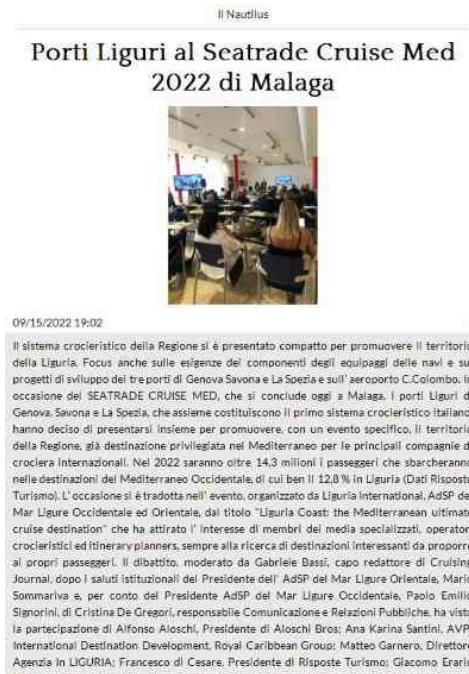 Il Nautilus
Porti Liguri al Seatrade Cruise Med
2022 di Malaga
09/15/2022 19:02
Il sistema crocieristico della Regione si è presentato compatto per promuovere il territorio
della Liguria. Focus anche sulle esigenze dei componenti degli equipaggi delle navi e sui
progetti di sviluppo dei tre porti di Genova Savona e La Spezia e sull' aeroporto C.Colombo. In
occasione del SEATRADE CRUISE MED, che si conclude oggi a Malaga, i porti Liguri di
Genova, Savona e La Spezia, che assieme costituiscono il primo sistema crocieristico italiano,
hanno deciso di presentarsi insieme per promuovere, con un evento specifico, il territorio
della Regione, già destinazione privilegiata nel Mediterraneo per le principali compagnie di
crociera internazionali. Nel 2022 saranno oltre 14,3 milioni i passeggeri che sbarcheranno
nelle destinazioni del Mediterraneo Occidentale, di cui ben il 12,8 % in Liguria (Dati Risposte
Turismo). L' occasione si è tradotta nell' evento, organizzato da Liguria International, AdSP del
Mar Ligure Occidentale ed Orientale, dal titolo "Liguria Coast: the Mediterranean ultimate
cruise destination" che ha attirato l' interesse di membri dei media specializzati, operatori
crocieristici ed itinerary planners, sempre alla ricerca di destinazioni interessanti da proporre
ai propri passeggeri. Il dibattito, moderato da Gabriele Bassi, capo redattore di Cruising
Journal, dopo i saluti istituzionali del Presidente dell' AdSP del Mar Ligure Orientale, Mario
Sommariva e, per conto del Presidente AdSP del Mar Ligure Occidentale, Paolo Emilio
Signorini, di Cristina De Gregori, responsabile Comunicazione e Relazioni Pubbliche, ha visto
la partecipazione di Alfonso Aloschi, Presidente di Aloschi Bros; Ana Karina Santini, AVP,
International Destination Development, Royal Caribbean Group; Matteo Garnero, Direttore
Agenzia In LIGURIA; Francesco di Cesare, Presidente di Risposte Turismo; Giacomo Erario